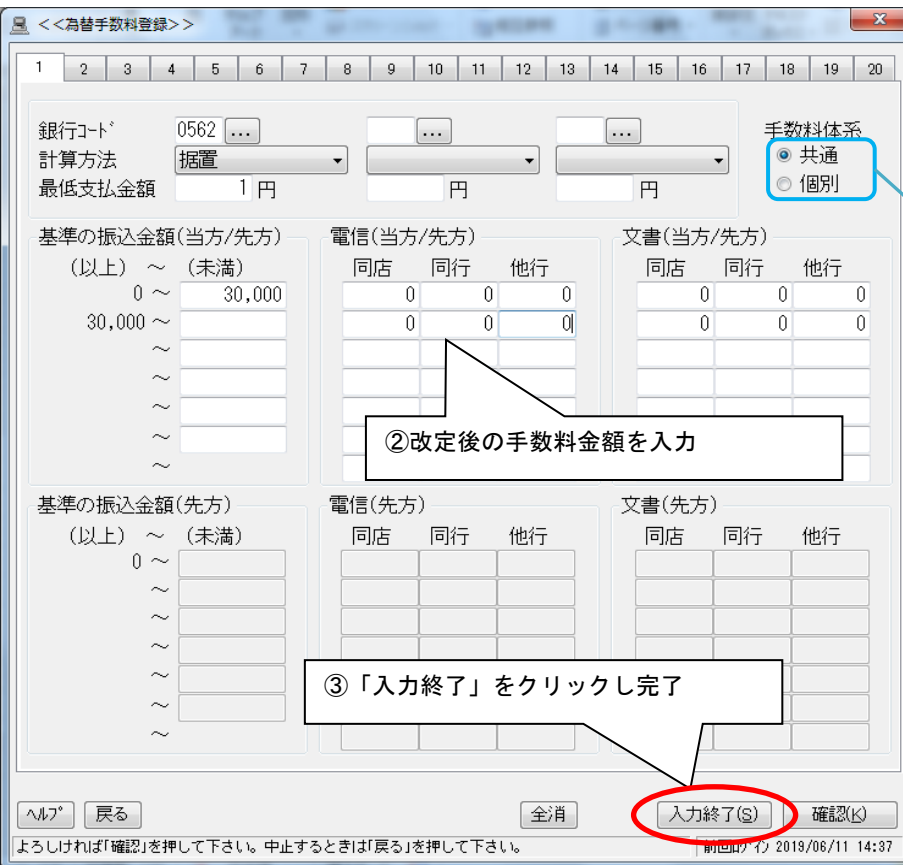 <<為替手数料登録>>
1 2 3 4 5 6 7 8 9 10 11 12 13 14 15 16 17 18 19 20
銀行ｺｰﾄﾞ 0562 ... ... ... 手数料体系
計算方法 据置 共通
最低支払金額 1 円 円 円 個別
基準の振込金額(当方/先方) 電信(当方/先方) 文書(当方/先方)
(以上) ～ (未満) 同店 同行 他行 同店 同行 他行
0 ～ 30,000 0 0 0 0 0 0
30,000 ～ 0 0 0 0 0 0
～
～
～
～
②改定後の手数料金額を入力
～
基準の振込金額(先方) 電信(先方) 文書(先方)
(以上) ～ (未満) 同店 同行 他行 同店 同行 他行
0 ～
～
～
～
～
③「入力終了」をクリックし完了
～
～
ﾍﾙﾌﾟ 戻る 全消 入力終了(S) 確認(K)
よろしければ｢確認｣を押して下さい。中止するときは｢戻る｣を押して下さい。 前回ﾛｸﾞｲﾝ 2019/06/11 14:37